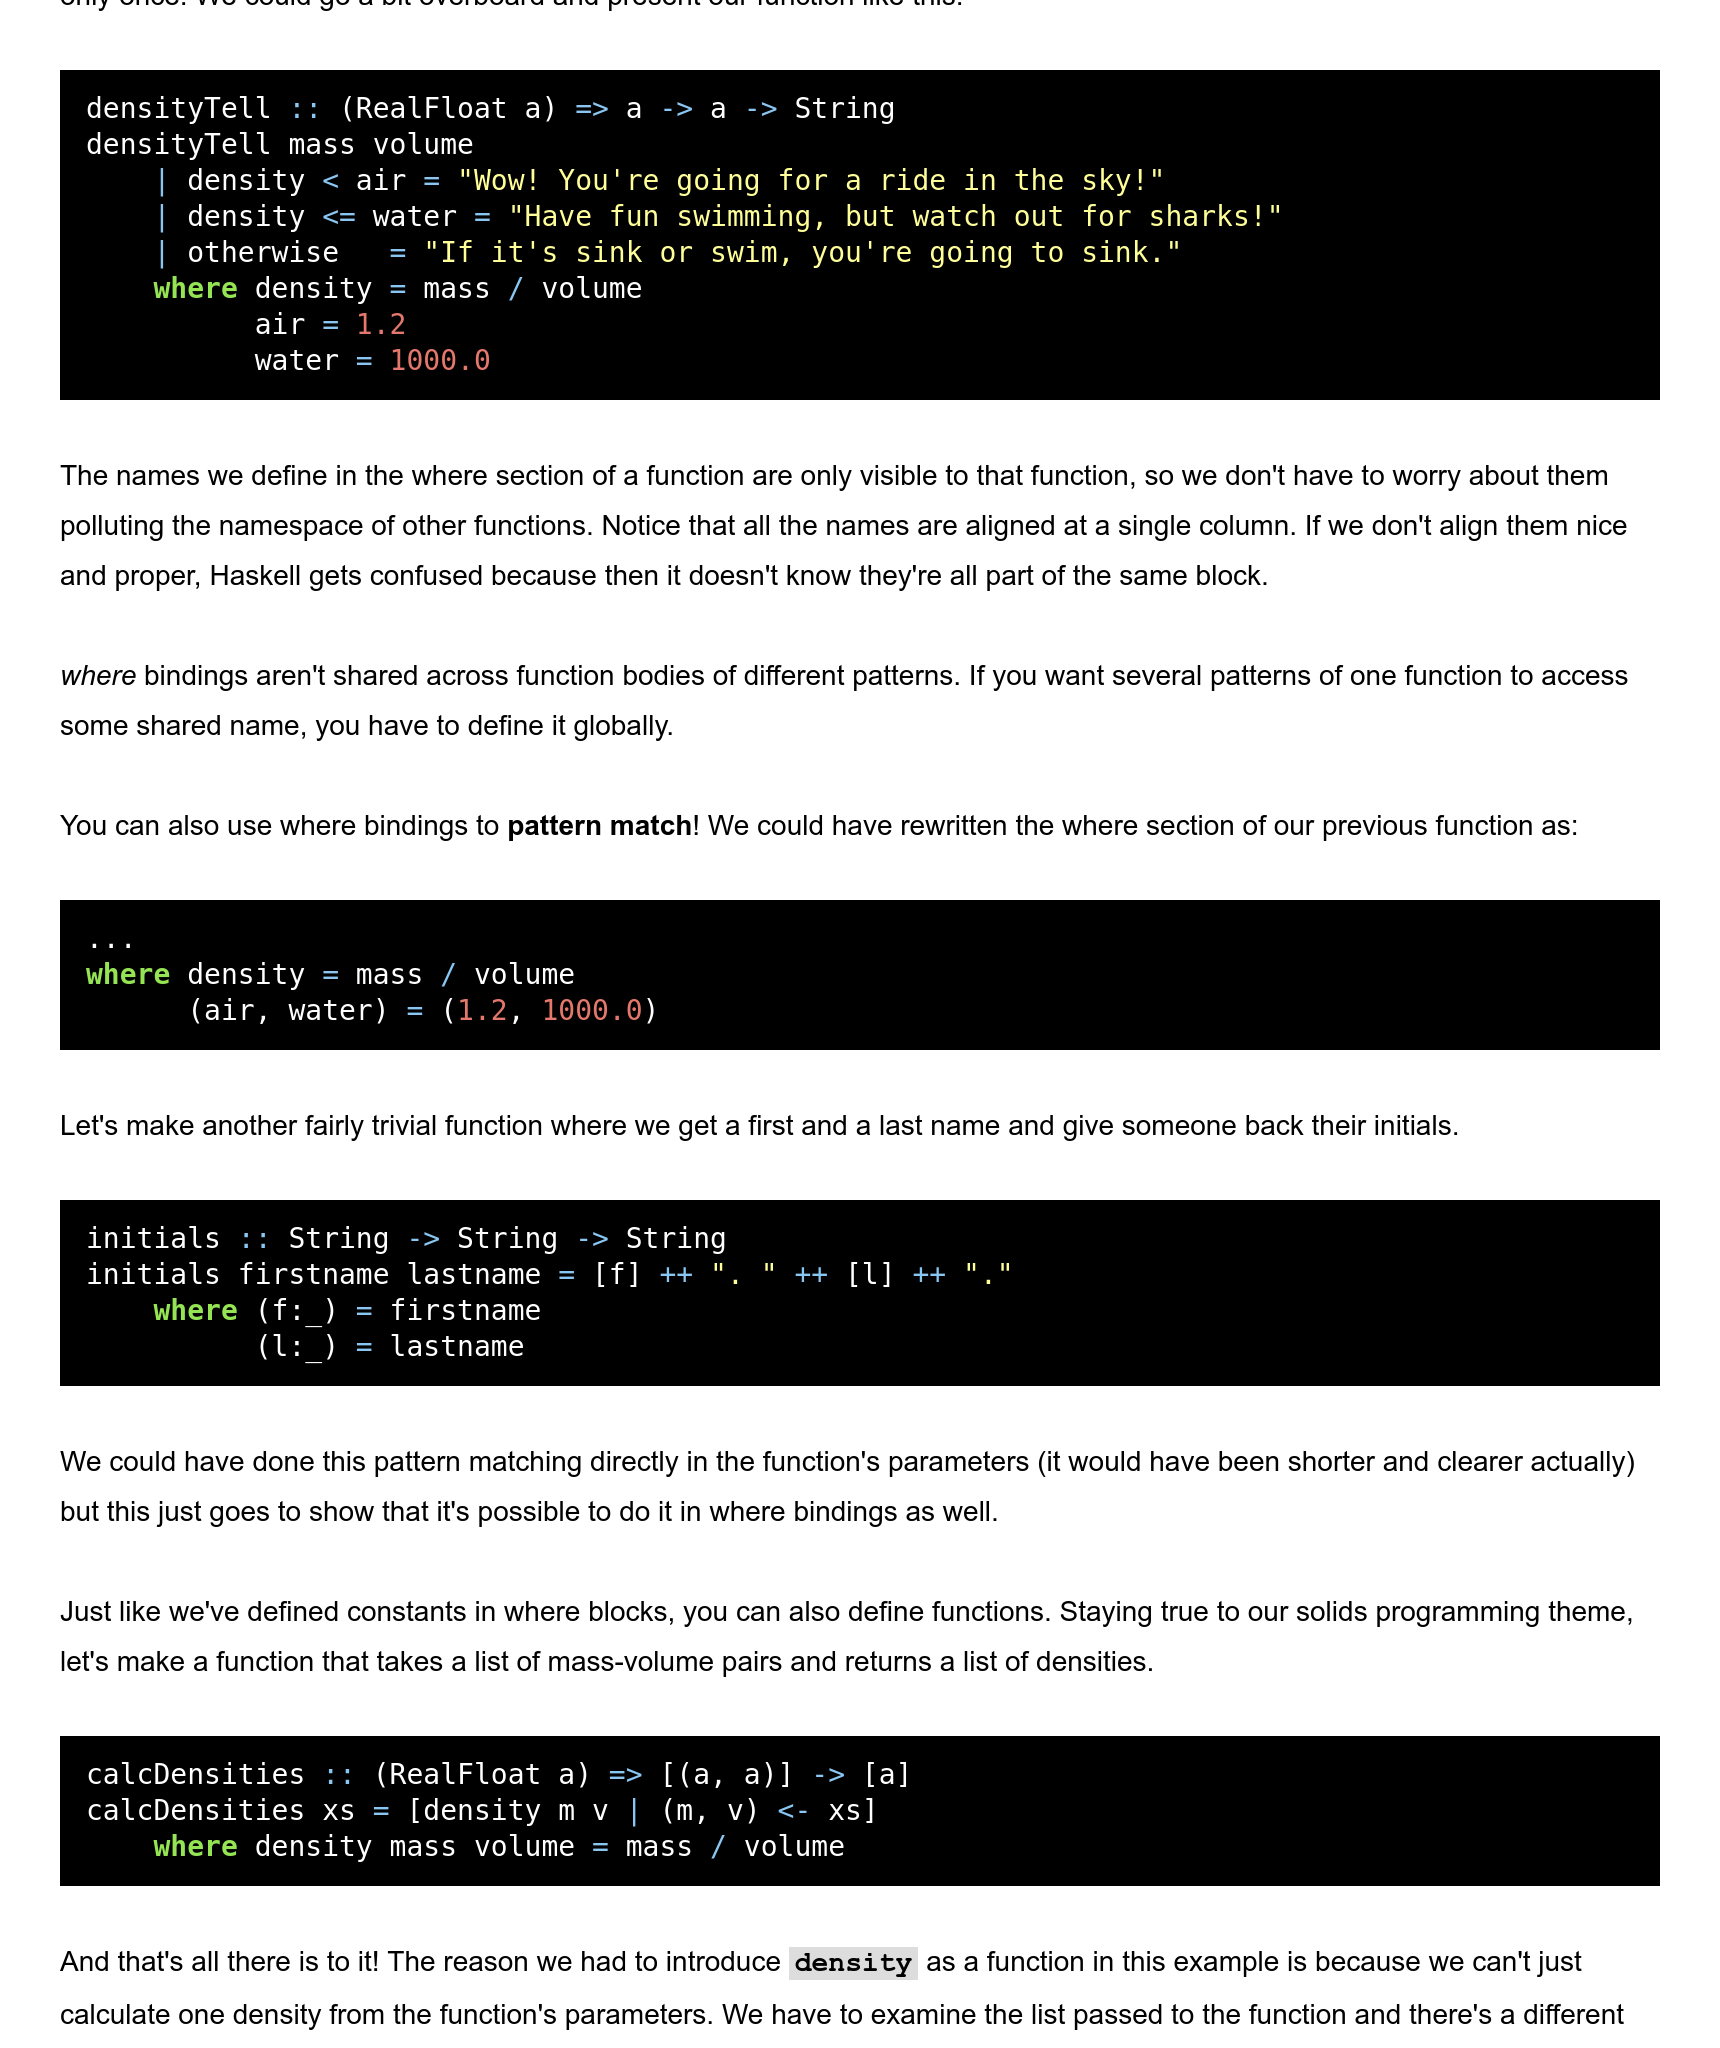 only once. We could go a bit overboard and present our function like this:
densityTell :: (RealFloat a) => a -> a -> String
densityTell mass volume
    | density < air = "Wow! You're going for a ride in the sky!"
    | density <= water = "Have fun swimming, but watch out for sharks!"
    | otherwise   = "If it's sink or swim, you're going to sink."
    where density = mass / volume
          air = 1.2
          water = 1000.0
The names we define in the where section of a function are only visible to that function, so we don't have to worry about them
polluting the namespace of other functions. Notice that all the names are aligned at a single column. If we don't align them nice
and proper, Haskell gets confused because then it doesn't know they're all part of the same block.
where bindings aren't shared across function bodies of different patterns. If you want several patterns of one function to access
some shared name, you have to define it globally.
You can also use where bindings to pattern match! We could have rewritten the where section of our previous function as:
...
where density = mass / volume
      (air, water) = (1.2, 1000.0)
Let's make another fairly trivial function where we get a first and a last name and give someone back their initials.
initials :: String -> String -> String
initials firstname lastname = [f] ++ ". " ++ [l] ++ "."
    where (f:_) = firstname
          (l:_) = lastname
We could have done this pattern matching directly in the function's parameters (it would have been shorter and clearer actually)
but this just goes to show that it's possible to do it in where bindings as well.
Just like we've defined constants in where blocks, you can also define functions. Staying true to our solids programming theme,
let's make a function that takes a list of mass-volume pairs and returns a list of densities.
calcDensities :: (RealFloat a) => [(a, a)] -> [a]
calcDensities xs = [density m v | (m, v) <- xs]
    where density mass volume = mass / volume
And that's all there is to it! The reason we had to introduce density as a function in this example is because we can't just
calculate one density from the function's parameters. We have to examine the list passed to the function and there's a different